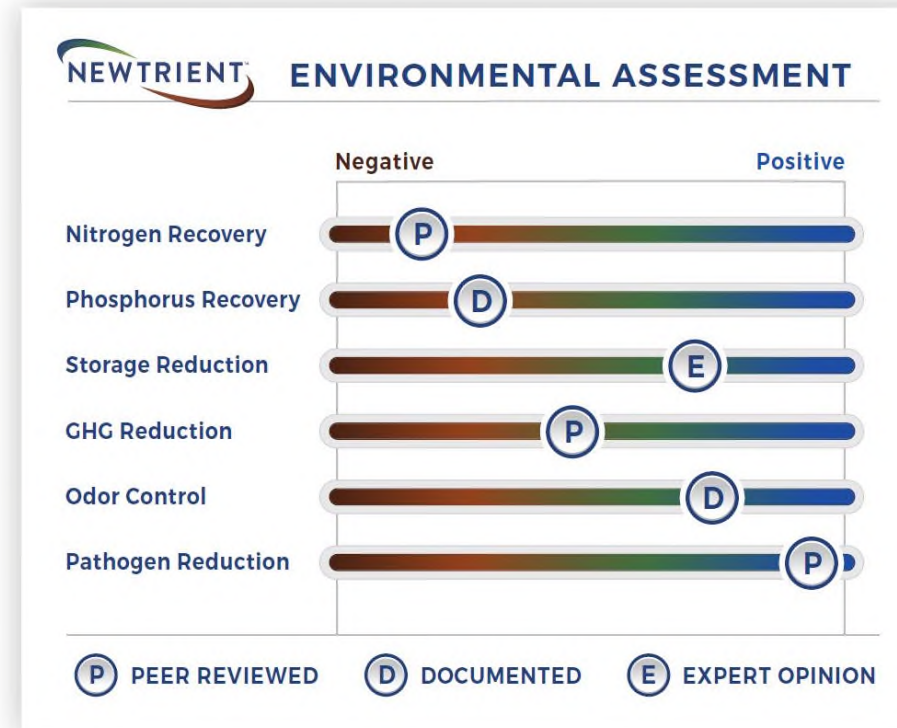 NEWTRIENT™ ENVIRONMENTAL ASSESSMENT
Negative Positive
Nitrogen Recovery P
Phosphorus Recovery D
Storage Reduction E
GHG Reduction P
Odor Control D
Pathogen Reduction P
P PEER REVIEWED D DOCUMENTED E EXPERT OPINION